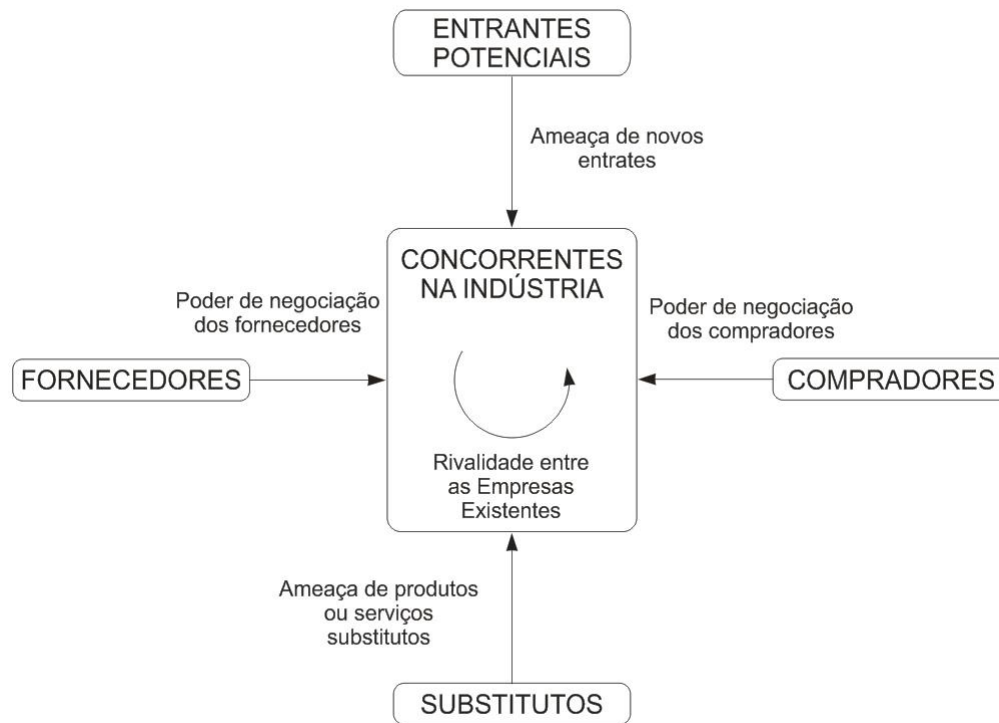 ENTRANTES
POTENCIAIS
Ameaça de novos
entrates
CONCORRENTES
NA INDÚSTRIA
Poder de negociação
dos fornecedores
Poder de negociação
dos compradores
FORNECEDORES
COMPRADORES
Rivalidade entre
as Empresas
Existentes
Ameaça de produtos
ou serviços
substitutos
SUBSTITUTOS